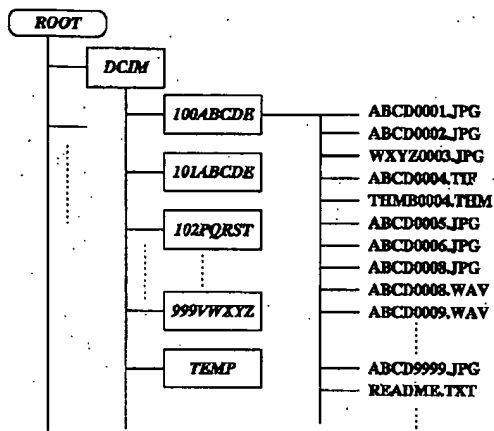 ROOT
DCIM
100ABCDE
101ABCDE
102PQRST
999VWXYZ
TEMP
ABCD0001.JPG
ABCD0002.JPG
WXYZ0003.JPG
ABCD0004.TIF
THMB0004.THM
ABCD0005.JPG
ABCD0006.JPG
ABCD0008.JPG
ABCD0008.WAV
ABCD0009.WAV
ABCD9999.JPG
README.TXT